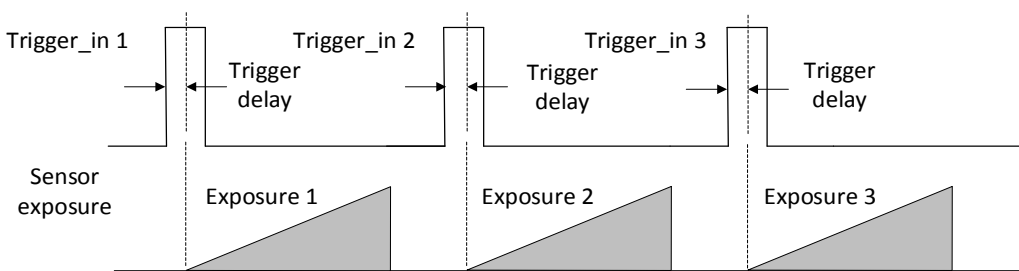 Trigger_in 1
Trigger_in 2
Trigger_in 3
Trigger
delay
Trigger
delay
Trigger
delay
Sensor
exposure
Exposure 1
Exposure 2
Exposure 3